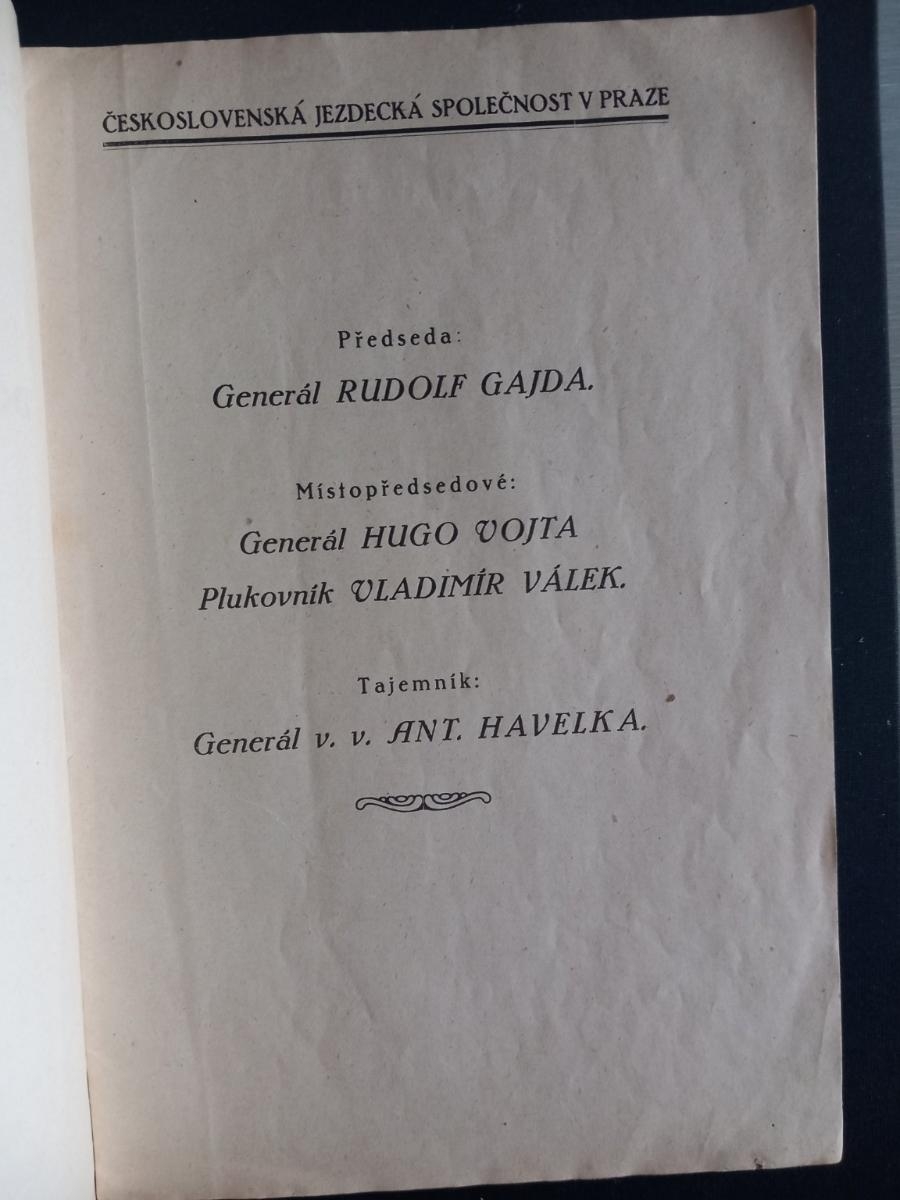 ČESKOSLOVENSKÁ JEZDECKÁ SPOLEČNOST V PRAZE
Předseda:
Generál RUDOLF GAJDA.
Místopředsedové:
Generál HUGO VOJTA
Plukovník VLADIMÍR VÁLEK.
Tajemník:
Generál v. v. ANT. HAVELKA.